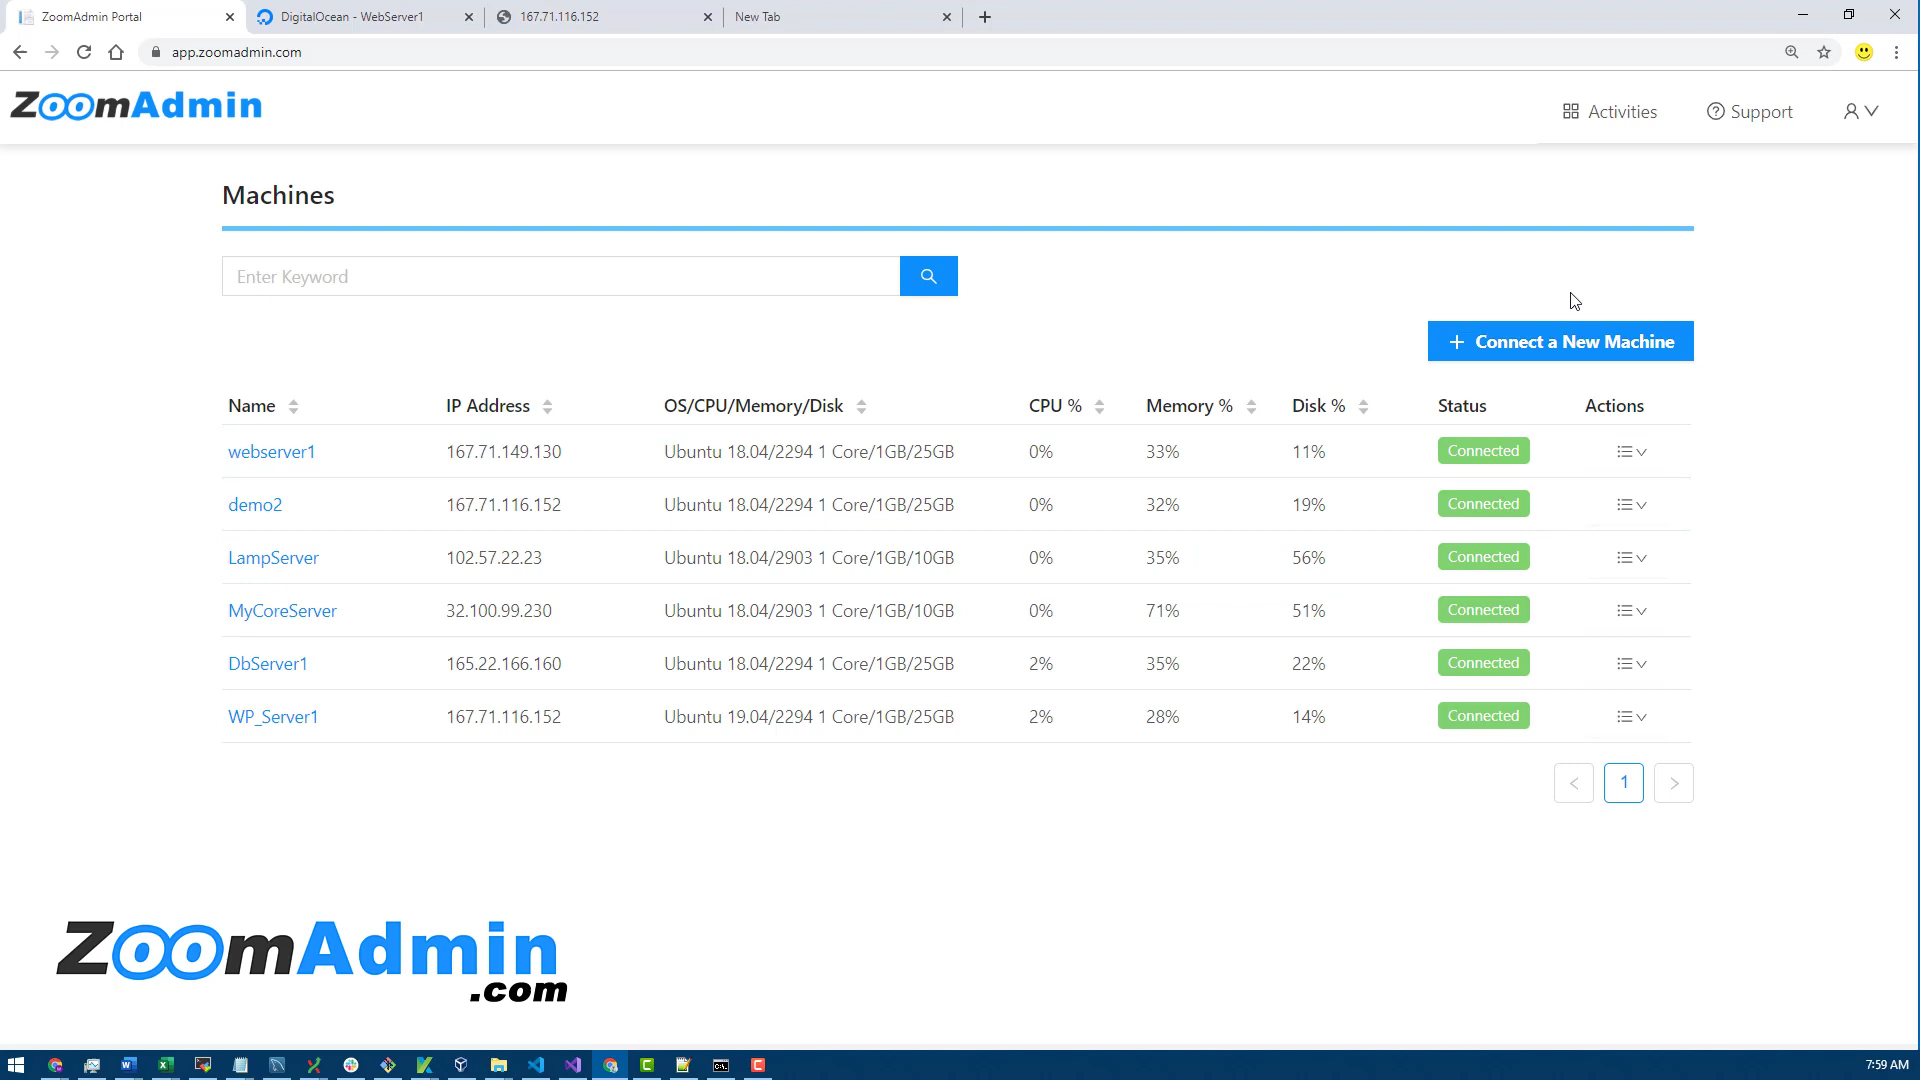 ZoomAdmin Portal
DigitalOcean - WebServer1
167.71.116.152
New Tab
app.zoomadmin.com
ZoomAdmin
Activities
Support
Machines
Enter Keyword
+ Connect a New Machine
Name IP Address OS/CPU/Memory/Disk CPU % Memory % Disk % Status Actions
webserver1 167.71.149.130 Ubuntu 18.04/2294 1 Core/1GB/25GB 0% 33% 11% Connected
demo2 167.71.116.152 Ubuntu 18.04/2294 1 Core/1GB/25GB 0% 32% 19% Connected
LampServer 102.57.22.23 Ubuntu 18.04/2903 1 Core/1GB/10GB 0% 35% 56% Connected
MyCoreServer 32.100.99.230 Ubuntu 18.04/2903 1 Core/1GB/10GB 0% 71% 51% Connected
DbServer1 165.22.166.160 Ubuntu 18.04/2294 1 Core/1GB/25GB 2% 35% 22% Connected
WP_Server1 167.71.116.152 Ubuntu 19.04/2294 1 Core/1GB/25GB 2% 28% 14% Connected
< 1 >
ZoomAdmin
.com
7:59 AM